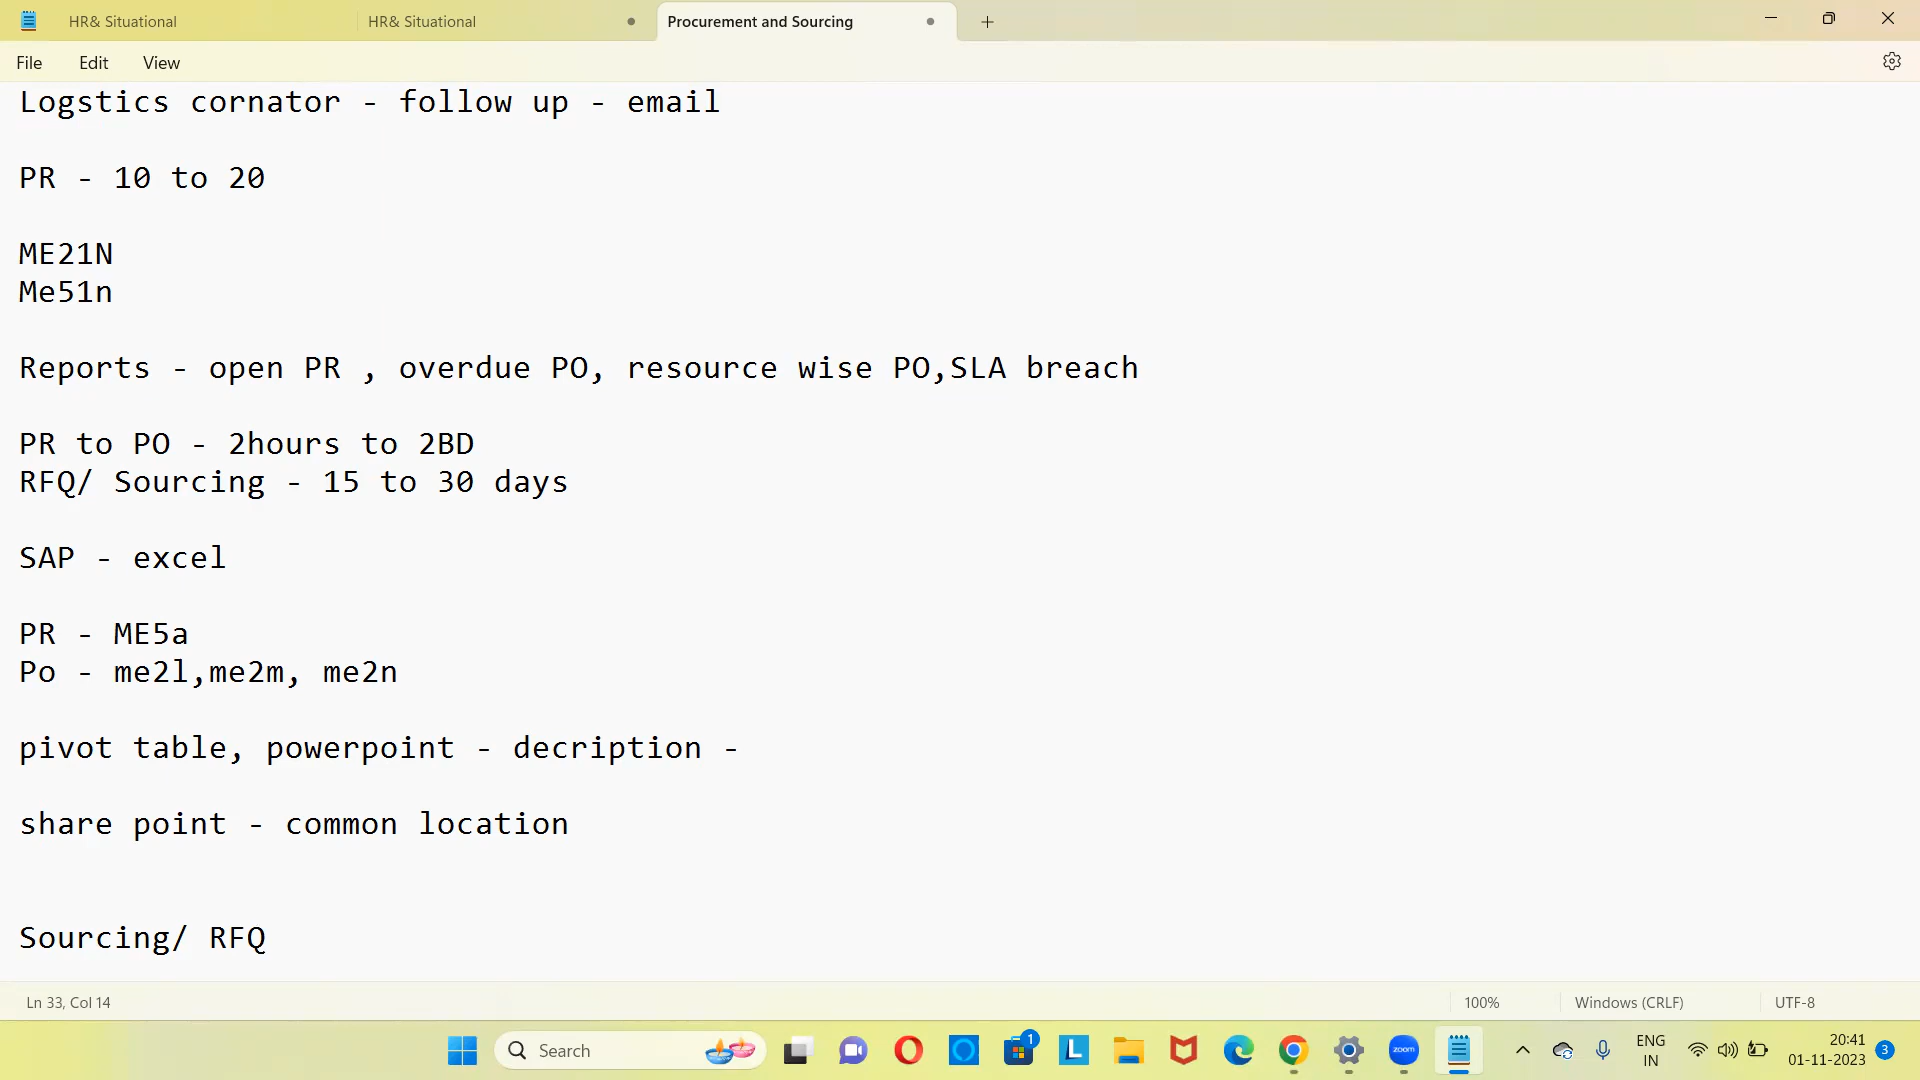 HR& Situational
HR& Situational
Procurement and Sourcing
File Edit View
Logstics cornator - follow up - email
PR - 10 to 20
ME21N
Me51n
Reports - open PR , overdue PO, resource wise PO,SLA breach
PR to PO - 2hours to 2BD
RFQ/ Sourcing - 15 to 30 days
SAP - excel
PR - ME5a
Po - me2l,me2m, me2n
pivot table, powerpoint - decription -
share point - common location
Sourcing/ RFQ
Ln 33, Col 14
100%
Windows (CRLF)
UTF-8
Search
1
L
zoom
ENG
IN
20:41
01-11-2023
3